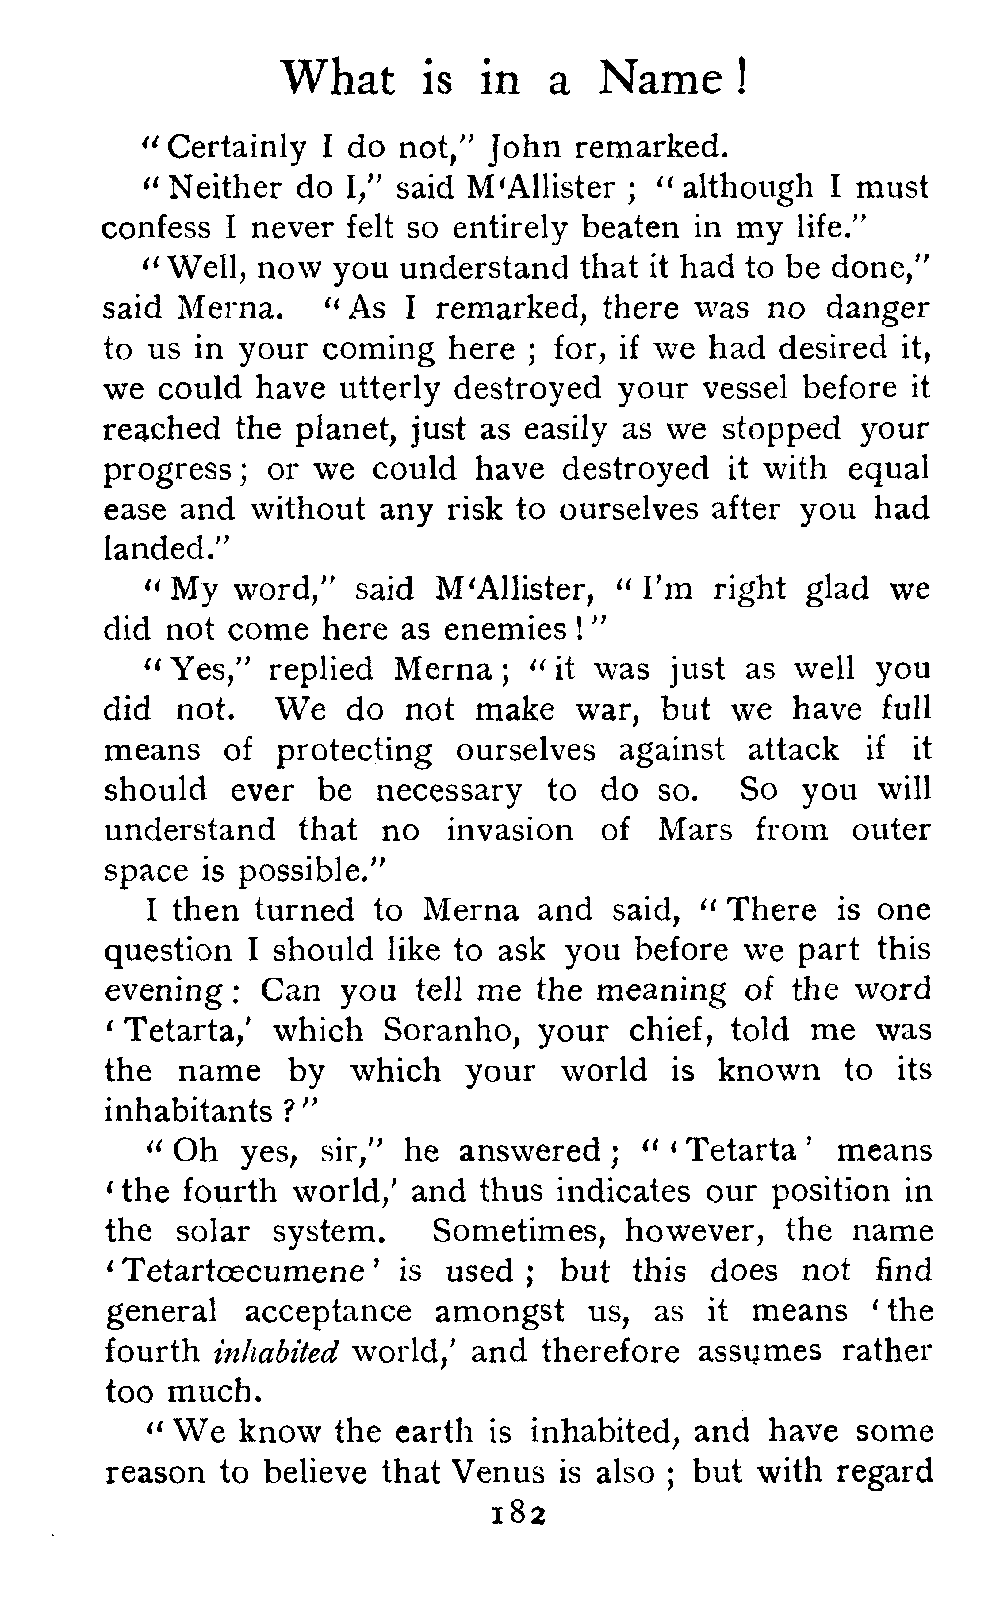 What is in a Name !
“ Certainly I do not,” John remarked.
“ Neither do I,” said M‘Allister ; “ although I must
confess I never felt so entirely beaten in my life.”
“ Well, now you understand that it had to be done,”
said Merna. “ As I remarked, there was no danger
to us in your coming here ; for, if we had desired it,
we could have utterly destroyed your vessel before it
reached the planet, just as easily as we stopped your
progress ; or we could have destroyed it with equal
ease and without any risk to ourselves after you had
landed.”
“ My word,” said M‘Allister, “ I’m right glad we
did not come here as enemies ! ”
“ Yes,” replied Merna ; “ it was just as well you
did not. We do not make war, but we have full
means of protecting ourselves against attack if it
should ever be necessary to do so. So you will
understand that no invasion of Mars from outer
space is possible.”
I then turned to Merna and said, “ There is one
question I should like to ask you before we part this
evening : Can you tell me the meaning of the word
‘ Tetarta,’ which Soranho, your chief, told me was
the name by which your world is known to its
inhabitants ? ”
“ Oh yes, sir,” he answered ; “ ‘ Tetarta ’ means
‘ the fourth world,’ and thus indicates our position in
the solar system. Sometimes, however, the name
‘ Tetartœcumene ’ is used ; but this does not find
general acceptance amongst us, as it means ‘ the
fourth inhabited world,’ and therefore assumes rather
too much.
“ We know the earth is inhabited, and have some
reason to believe that Venus is also ; but with regard
182